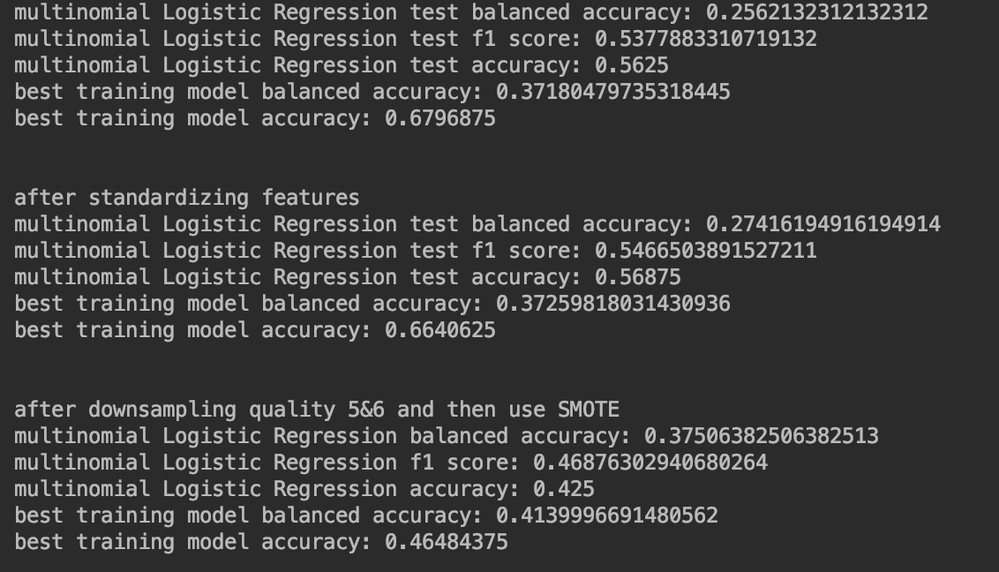 multinomial Logistic Regression test balanced accuracy: 0.2562132312132312
multinomial Logistic Regression test f1 score: 0.5377883310719132
multinomial Logistic Regression test accuracy: 0.5625
best training model balanced accuracy: 0.37180479735318445
best training model accuracy: 0.6796875
after standardizing features
multinomial Logistic Regression test balanced accuracy: 0.27416194916194914
multinomial Logistic Regression test f1 score: 0.5466503891527211
multinomial Logistic Regression test accuracy: 0.56875
best training model balanced accuracy: 0.37259818031430936
best training model accuracy: 0.6640625
after downsampling quality 5&6 and then use SMOTE
multinomial Logistic Regression balanced accuracy: 0.37506382506382513
multinomial Logistic Regression f1 score: 0.46876302940680264
multinomial Logistic Regression accuracy: 0.425
best training model balanced accuracy: 0.4139996691480562
best training model accuracy: 0.46484375